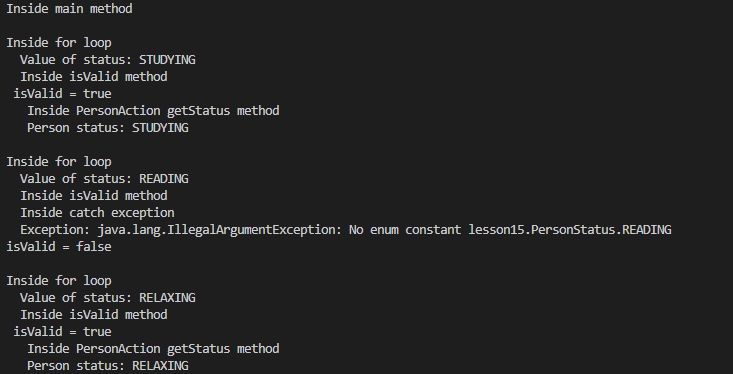 Inside main method

Inside for loop
  Value of status: STUDYING
  Inside isValid method
 isValid = true
   Inside PersonAction getStatus method
   Person status: STUDYING

Inside for loop
  Value of status: READING
  Inside isValid method
  Inside catch exception
  Exception: java.lang.IllegalArgumentException: No enum constant lesson15.PersonStatus.READING
isValid = false

Inside for loop
  Value of status: RELAXING
  Inside isValid method
 isValid = true
   Inside PersonAction getStatus method
   Person status: RELAXING